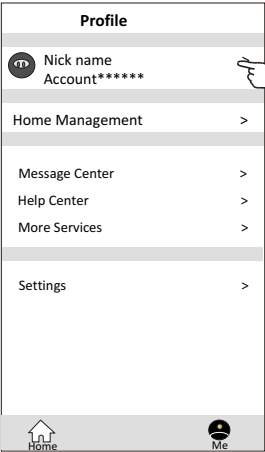 Profile
Nick name
Account******
Home Management >
Message Center >
Help Center >
More Services >
Settings >
Home Me